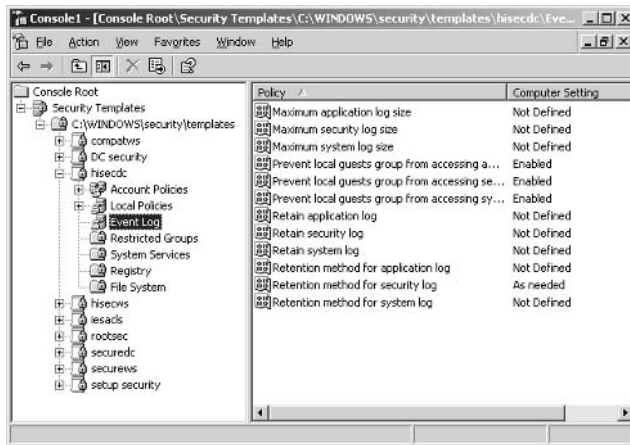 Console1 - [Console Root\Security Templates\C:\WINDOWS\security\templates\hisecdc\Eve...
File Action View Favorites Window Help
Console Root
Security Templates
C:\WINDOWS\security\templates
compatws
DC security
hisecdc
Account Policies
Local Policies
Event Log
Restricted Groups
System Services
Registry
File System
hisecws
iesacls
rootsec
securedc
securews
setup security
Policy Computer Setting
Maximum application log size Not Defined
Maximum security log size Not Defined
Maximum system log size Not Defined
Prevent local guests group from accessing a... Enabled
Prevent local guests group from accessing se... Enabled
Prevent local guests group from accessing sy... Enabled
Retain application log Not Defined
Retain security log Not Defined
Retain system log Not Defined
Retention method for application log Not Defined
Retention method for security log As needed
Retention method for system log Not Defined